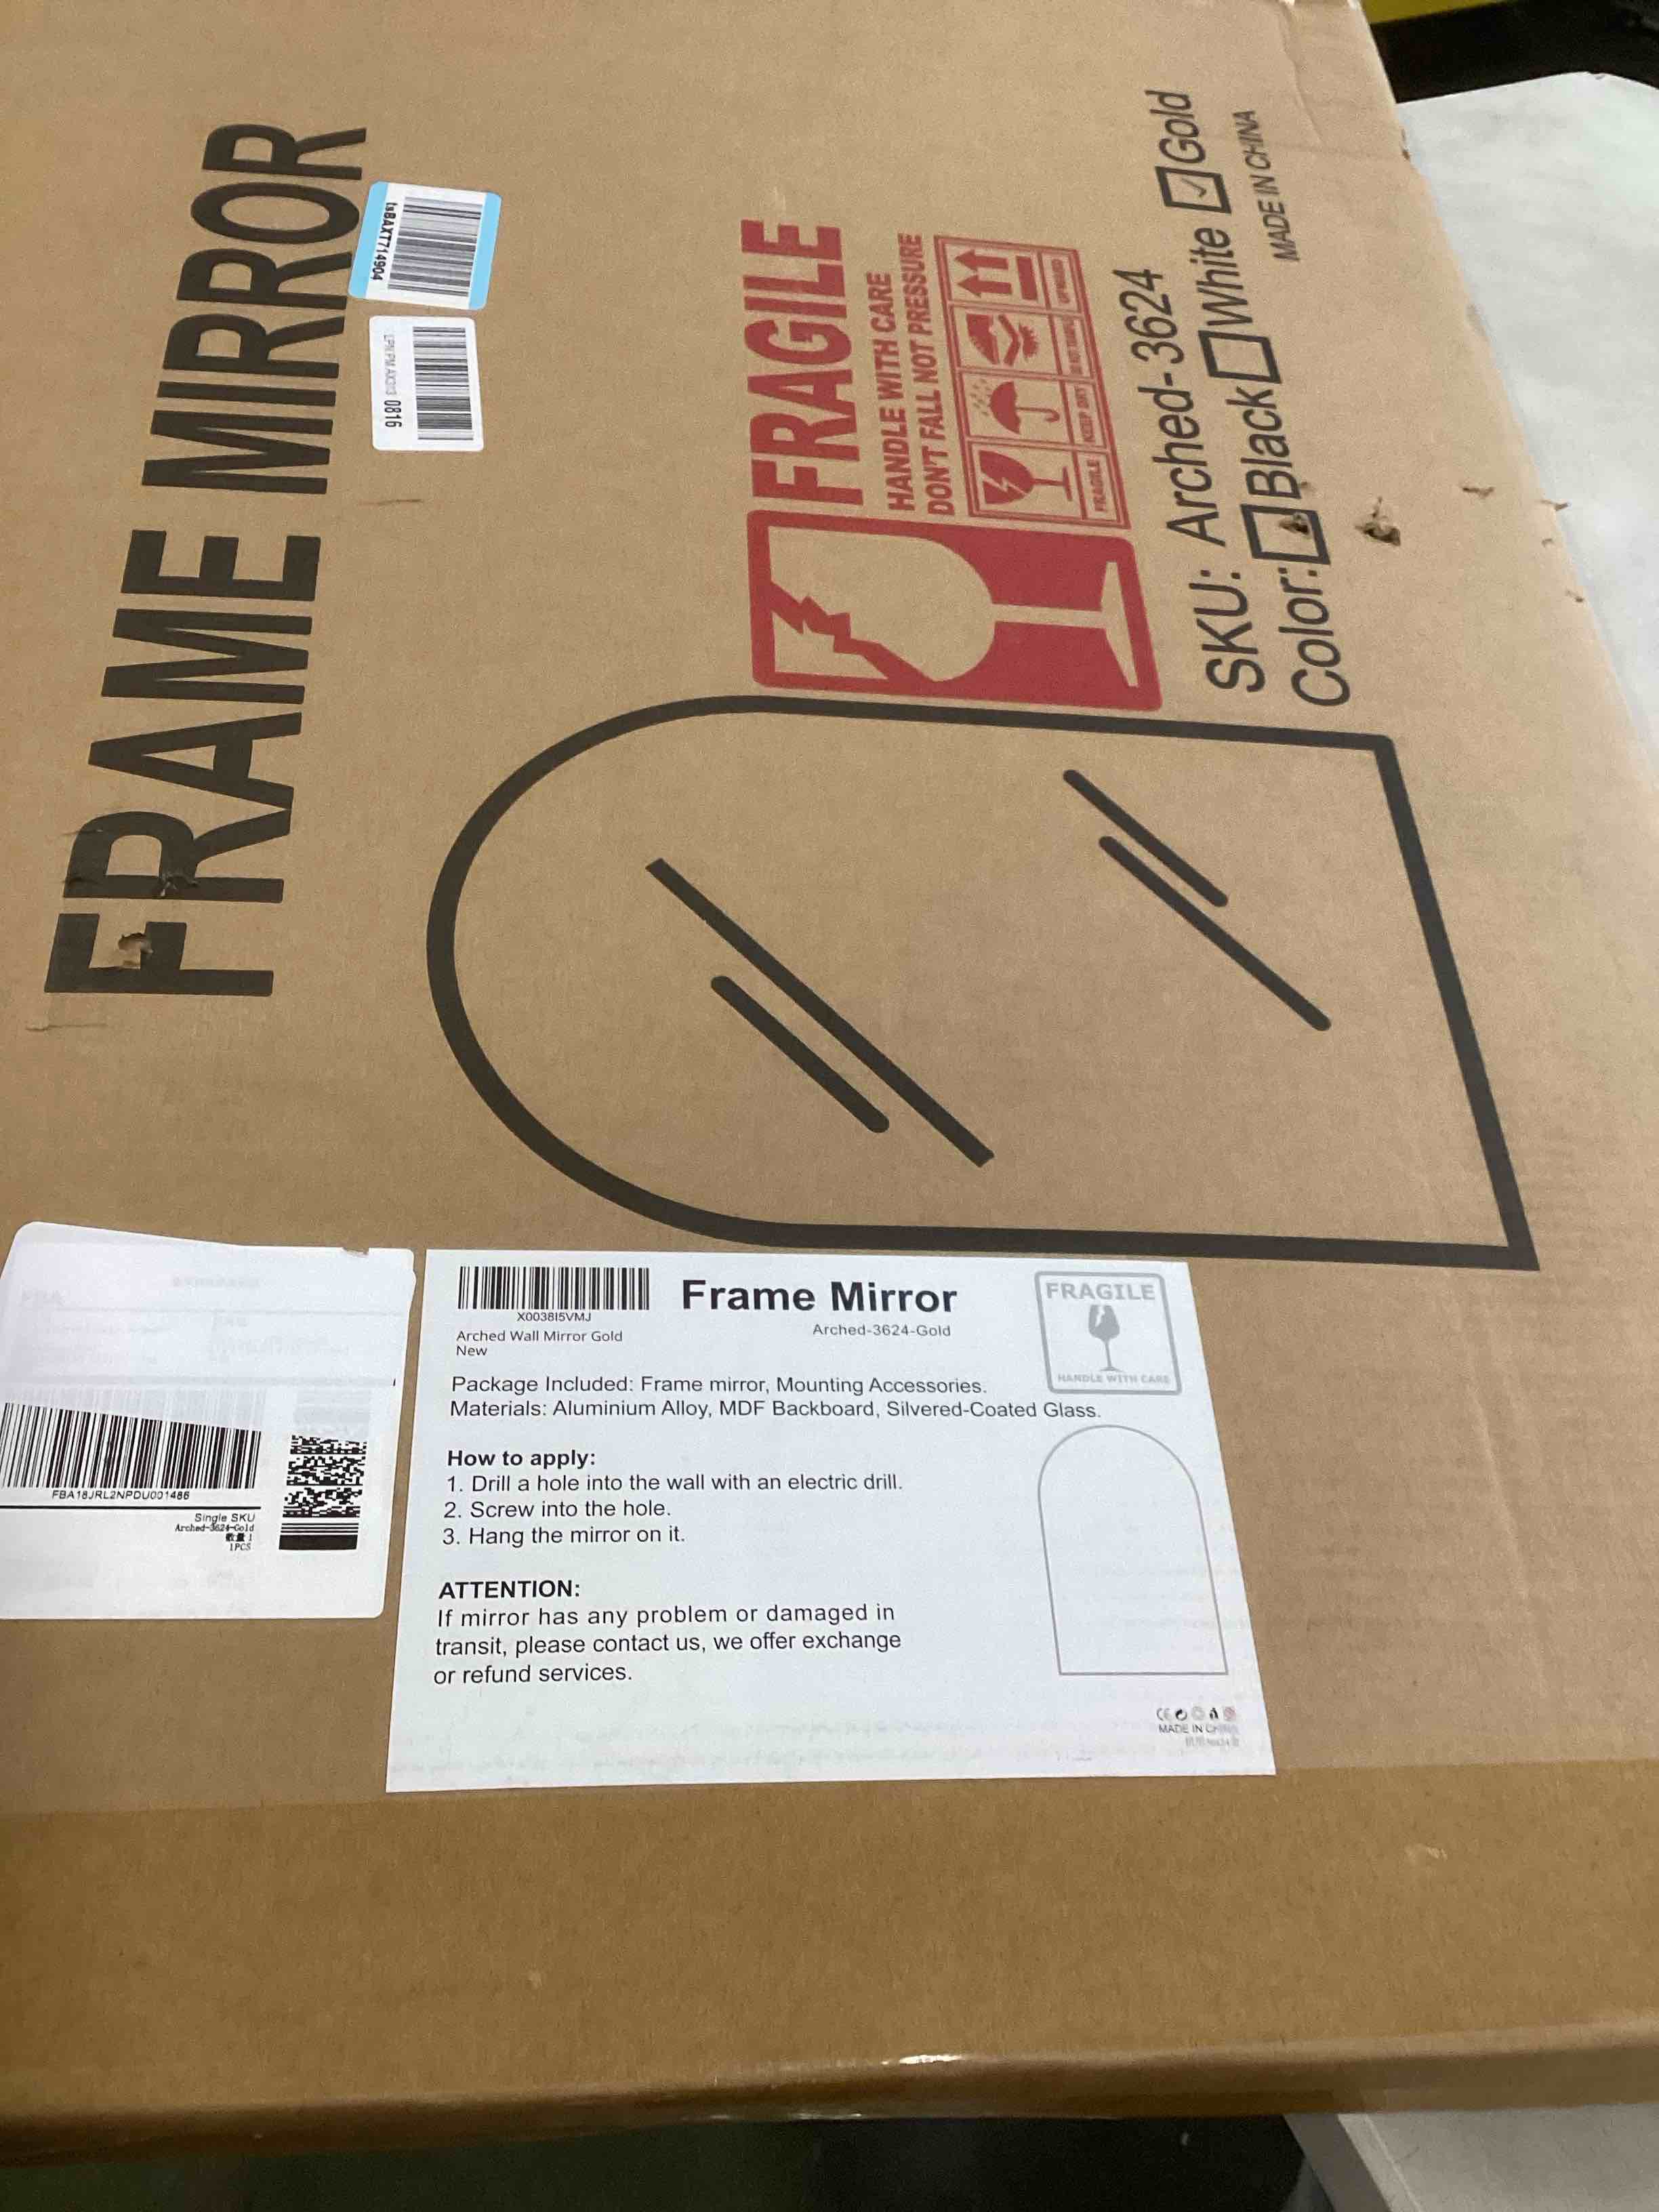 FRAME MIRROR
tsBAXT714904
0816
FRAGILE
HANDLE WITH CARE
DON'T FALL NOT PRESSURE
FRAGILE
KEEP DRY
UPWARD
SKU: Arched-3624
Color: Black White Gold
MADE IN CHINA
FBA18JRL2NPDU001486
Single SKU
Arched-3624-Gold
数量 1
1PCS
X0038I5VMJ
Arched Wall Mirror Gold
New
Frame Mirror
Arched-3624-Gold
FRAGILE
HANDLE WITH CARE
Package Included: Frame mirror, Mounting Accessories.
Materials: Aluminium Alloy, MDF Backboard, Silvered-Coated Glass.
How to apply:
1. Drill a hole into the wall with an electric drill.
2. Screw into the hole.
3. Hang the mirror on it.
ATTENTION:
If mirror has any problem or damaged in
transit, please contact us, we offer exchange
or refund services.
MADE IN CHINA